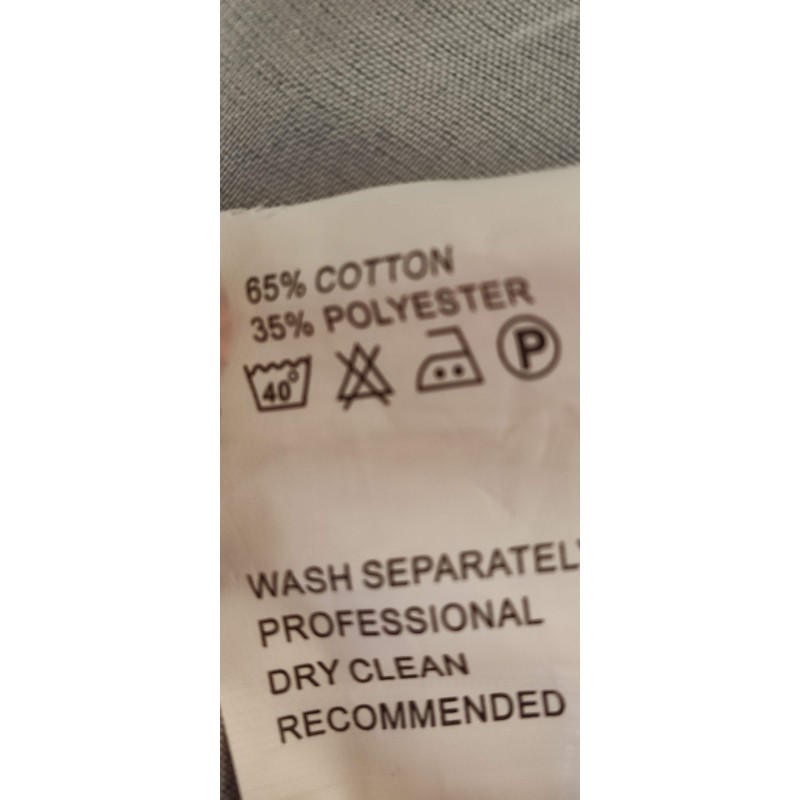 65% COTTON
35% POLYESTER
40° P
WASH SEPARATEL
PROFESSIONAL
DRY CLEAN
RECOMMENDED